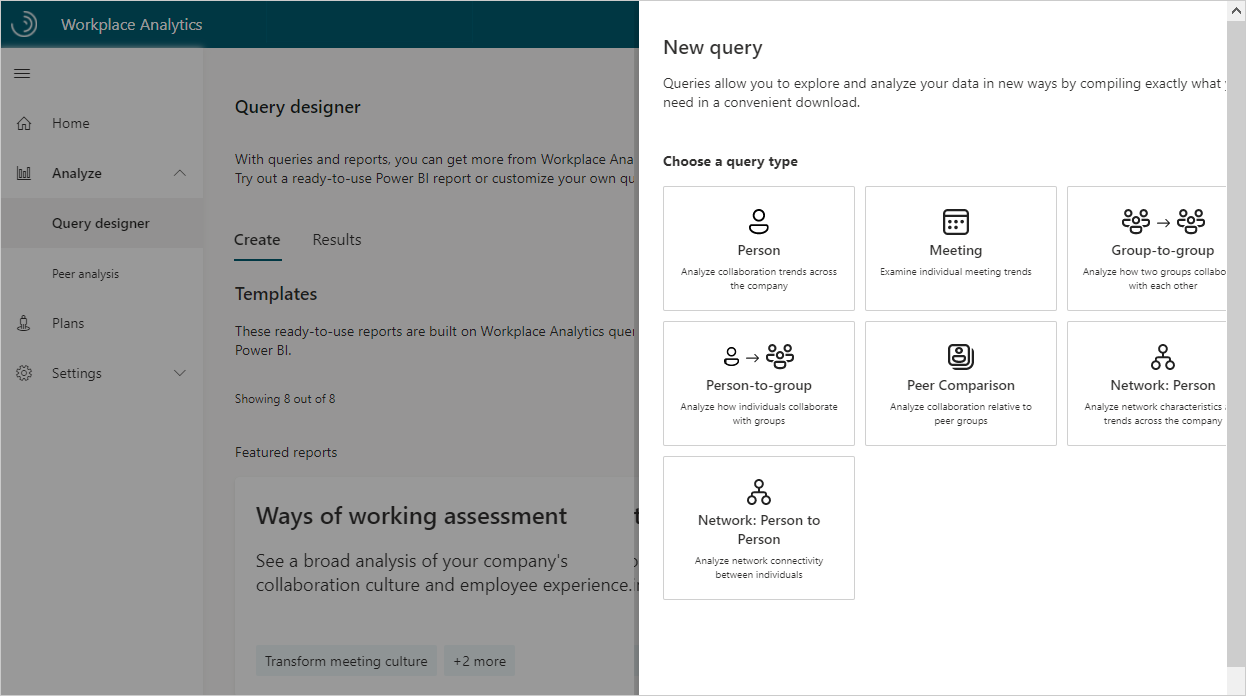 Workplace Analytics
Home
Analyze
Query designer
Peer analysis
Plans
Settings
Query designer
With queries and reports, you can get more from Workplace Ana
Try out a ready-to-use Power BI report or customize your own qu
Create
Results
Templates
These ready-to-use reports are built on Workplace Analytics quer
Power BI.
Showing 8 out of 8
Featured reports
Ways of working assessment
See a broad analysis of your company's
collaboration culture and employee experience.
Transform meeting culture
+2 more
New query
Queries allow you to explore and analyze your data in new ways by compiling exactly what
need in a convenient download.
Choose a query type
Person
Analyze collaboration trends across
the company
Meeting
Examine individual meeting trends
Group-to-group
Analyze how two groups collabo
with each other
Person-to-group
Analyze how individuals collaborate
with groups
Peer Comparison
Analyze collaboration relative to
peer groups
Network: Person
Analyze network characteristics
trends across the company
Network: Person to
Person
Analyze network connectivity
between individuals